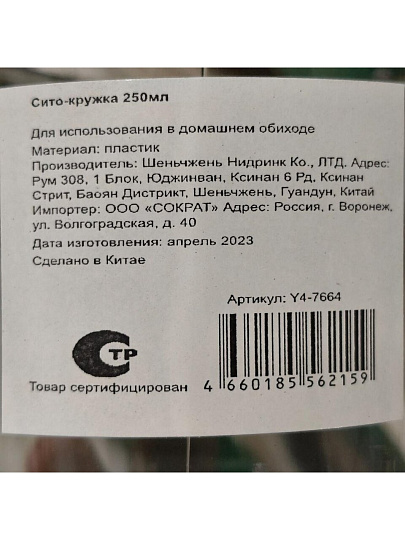 Сито-кружка 250мл
Для использования в домашнем обиходе
Материал: пластик
Производитель: Шеньчжень Нидринк Ко., ЛТД. Адрес:
Рум 308, 1 Блок, Юджинван, Ксинан 6 Рд, Ксинан
Стрит, Баоян Дистрикт, Шеньчжень, Гуандун, Китай
Импортер: ООО «СОКРАТ» Адрес: Россия, г. Воронеж,
ул. Волгоградская, д. 40
Дата изготовления: апрель 2023
Сделано в Китае
Артикул: Y4-7664
СТР
Товар сертифицирован
4 660185 562159